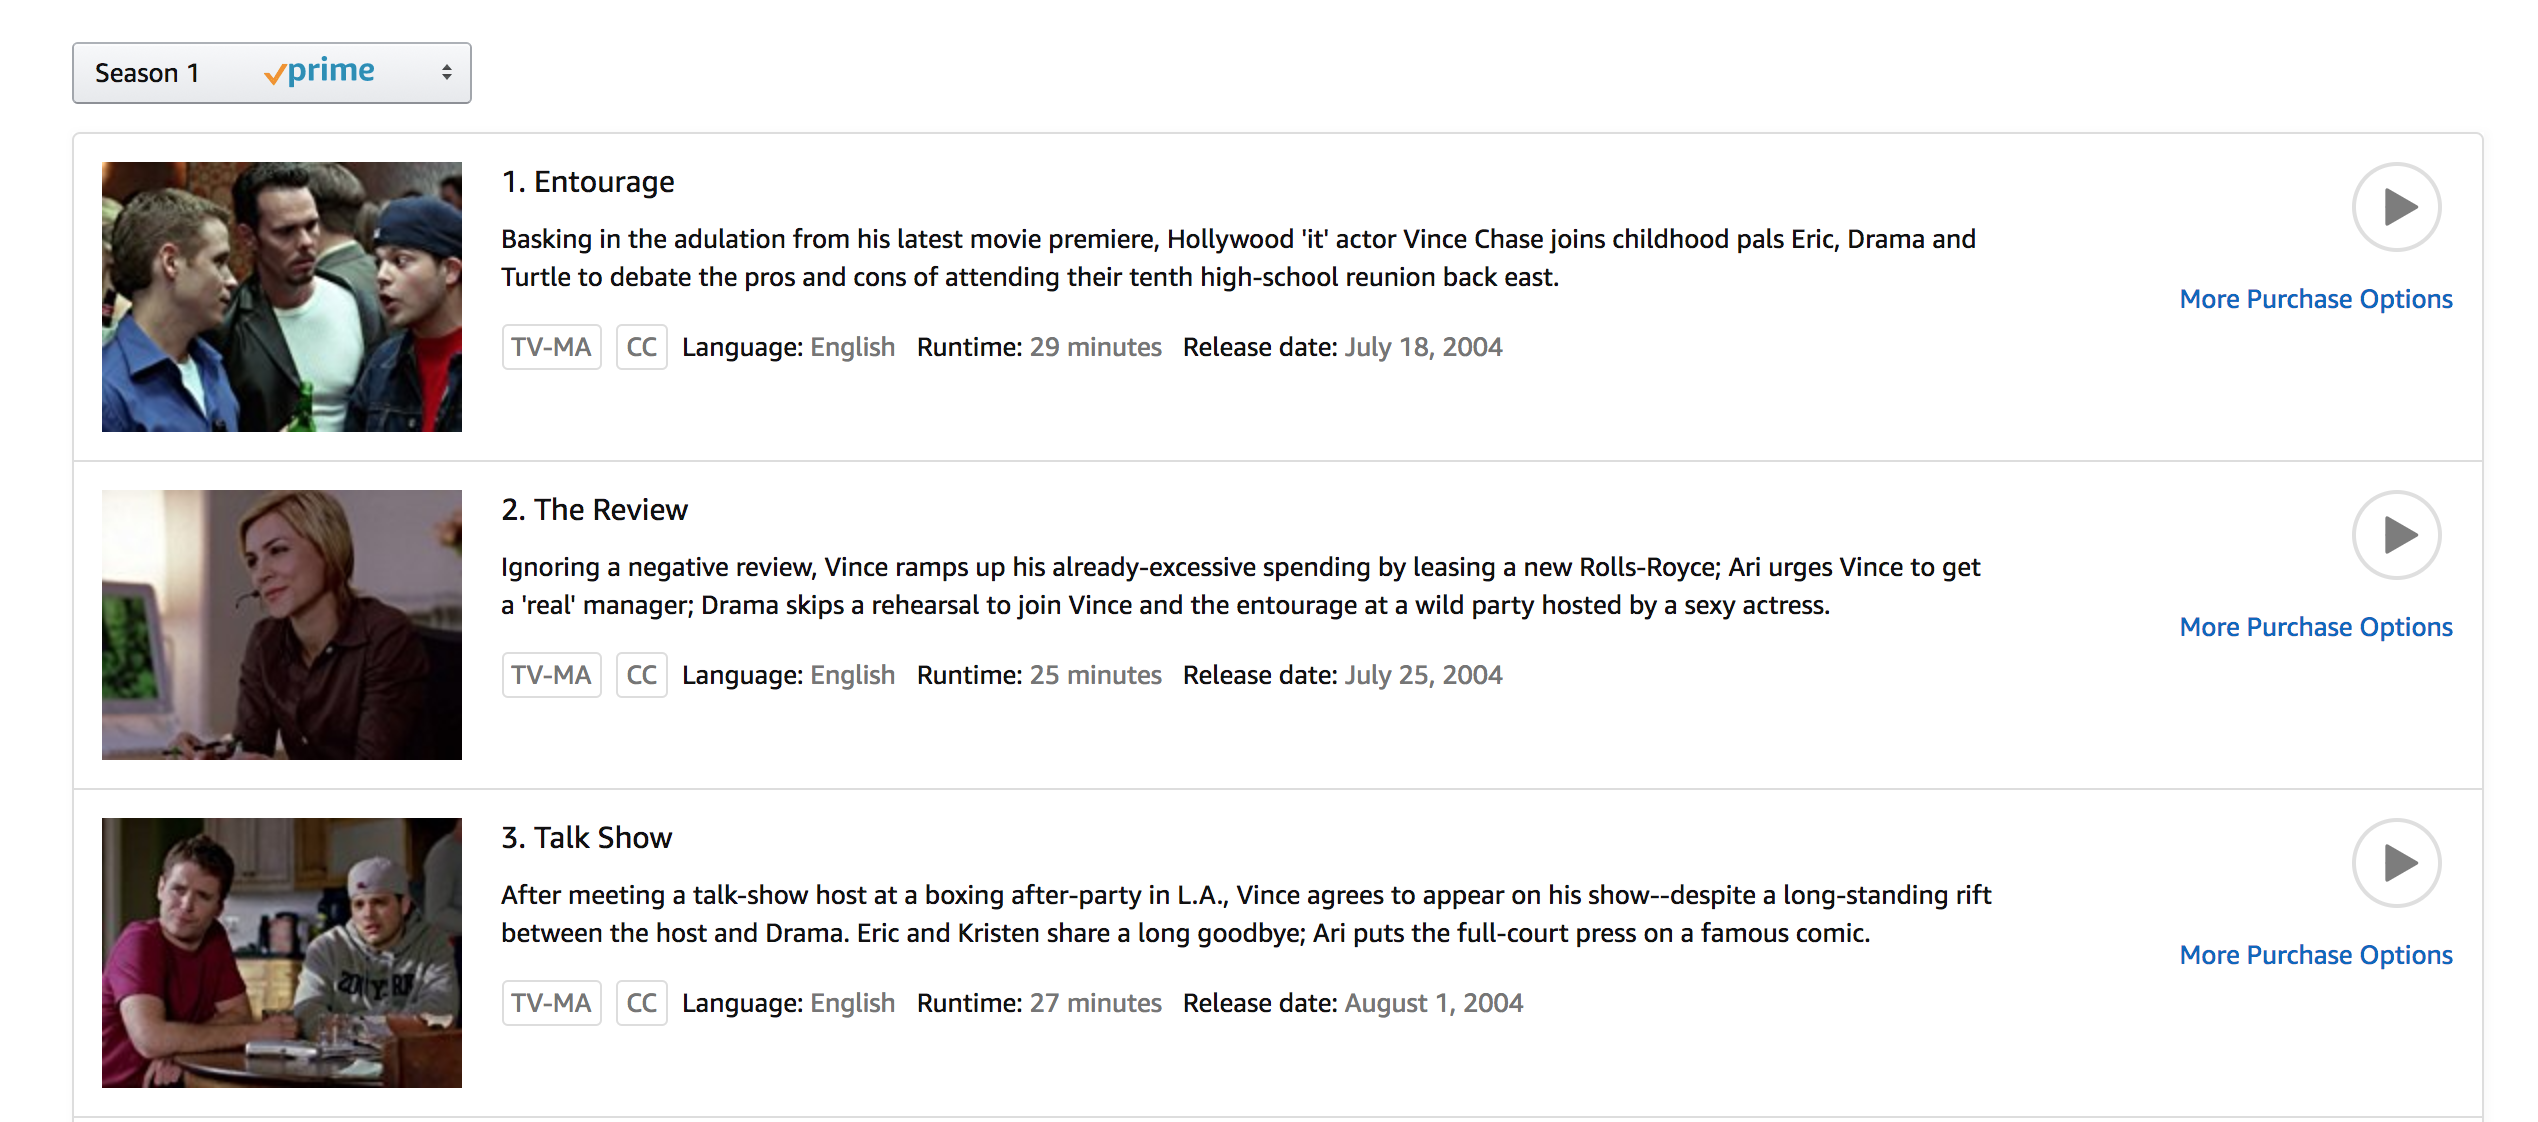 Season 1 prime
1. Entourage
Basking in the adulation from his latest movie premiere, Hollywood 'it' actor Vince Chase joins childhood pals Eric, Drama and
Turtle to debate the pros and cons of attending their tenth high-school reunion back east.
More Purchase Options
TV-MA CC Language: English Runtime: 29 minutes Release date: July 18, 2004
2. The Review
Ignoring a negative review, Vince ramps up his already-excessive spending by leasing a new Rolls-Royce; Ari urges Vince to get
a 'real' manager; Drama skips a rehearsal to join Vince and the entourage at a wild party hosted by a sexy actress.
More Purchase Options
TV-MA CC Language: English Runtime: 25 minutes Release date: July 25, 2004
3. Talk Show
After meeting a talk-show host at a boxing after-party in L.A., Vince agrees to appear on his show--despite a long-standing rift
between the host and Drama. Eric and Kristen share a long goodbye; Ari puts the full-court press on a famous comic.
More Purchase Options
TV-MA CC Language: English Runtime: 27 minutes Release date: August 1, 2004